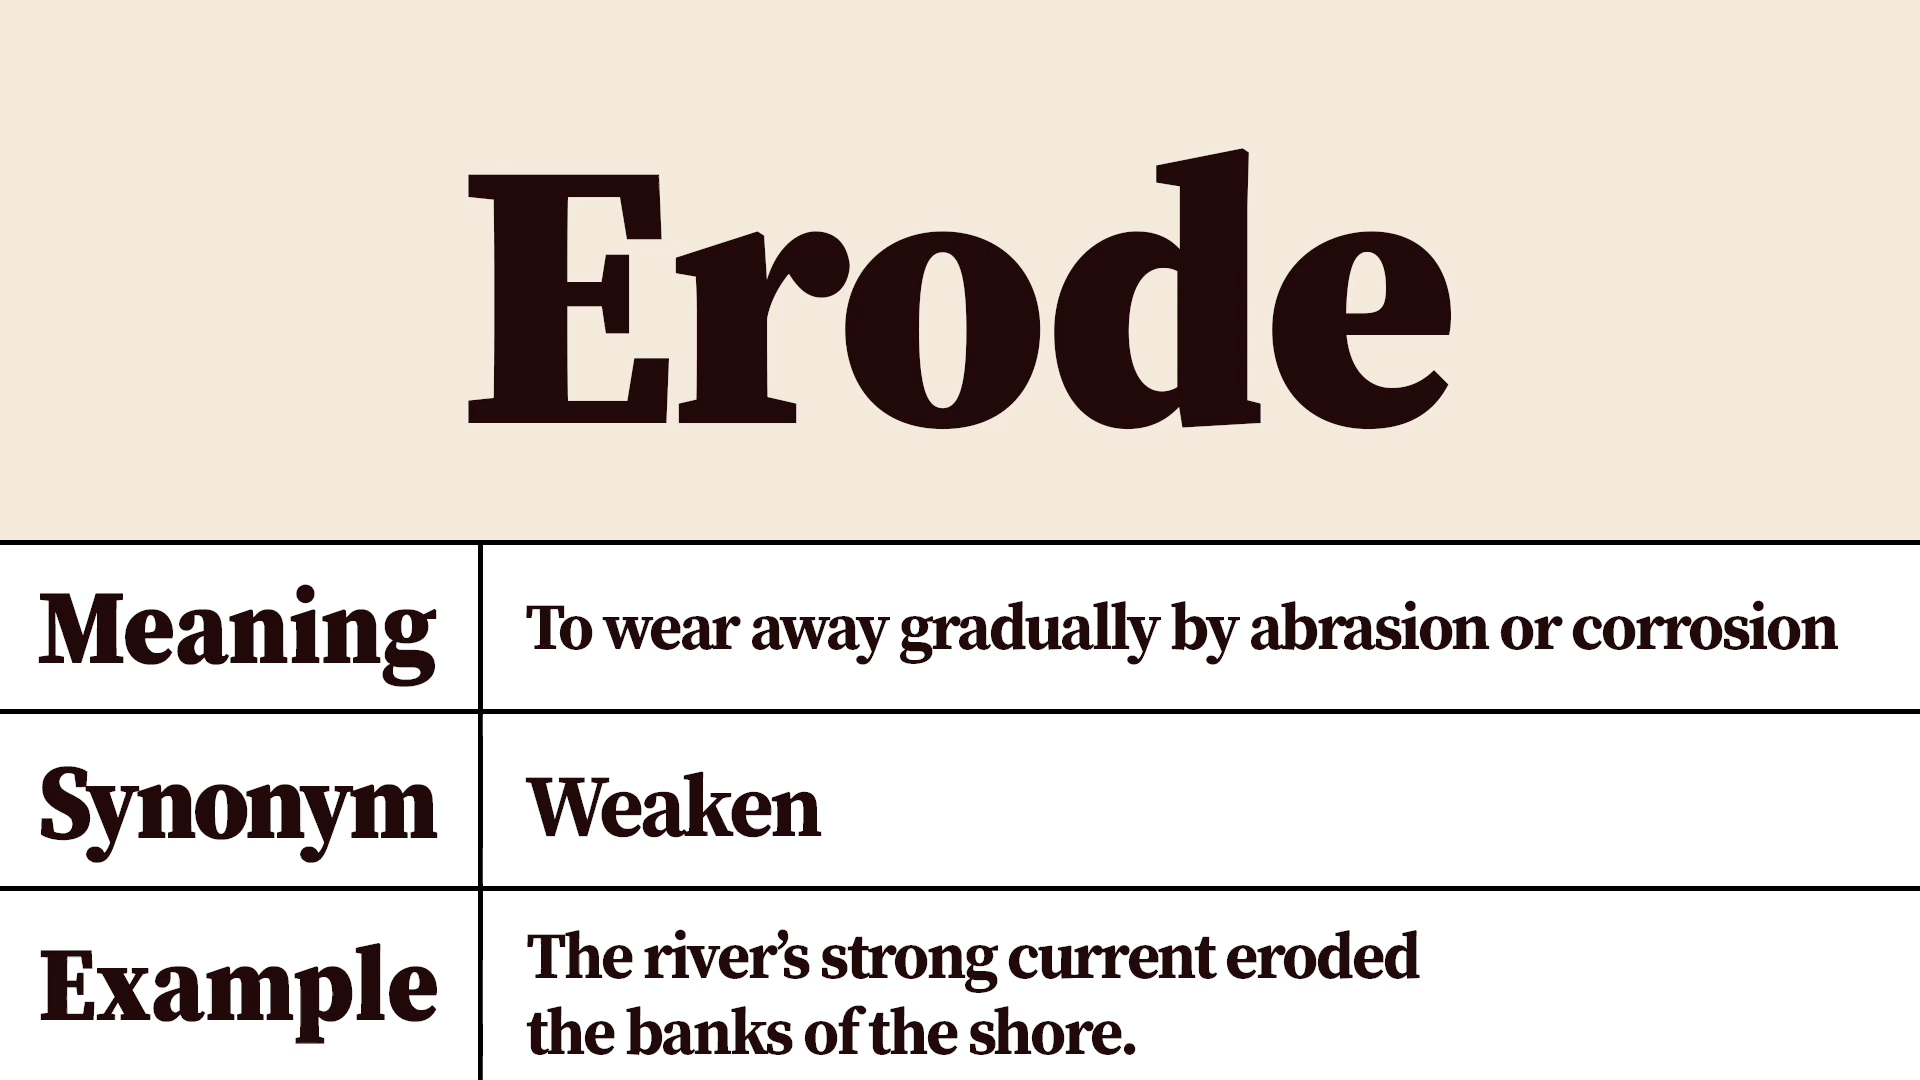 Erode
Meaning
To wear away gradually by abrasion or corrosion
Synonym
Weaken
Example
The river’s strong current eroded
the banks of the shore.